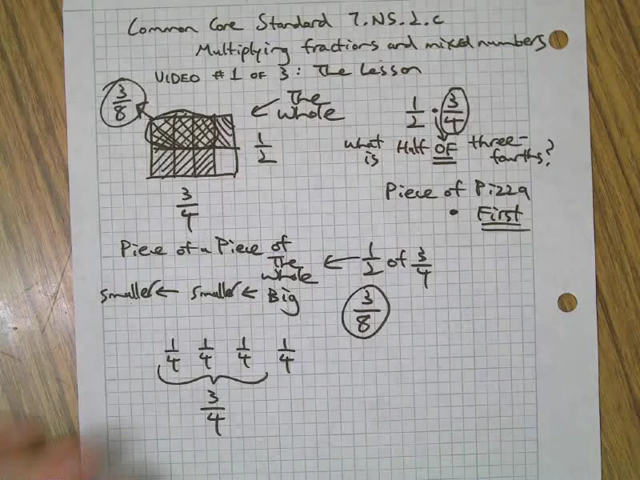 Common Core Standard 7.NS.2.c
Multiplying fractions and mixed numbers
VIDEO #1 OF 3: The Lesson
3/8
← The Whole
1/2 · 3/4
1/2
what is Half OF three-fourths?
3/4
Piece of Pizza
• First
Piece of a Piece of The Whole ← 1/2 of 3/4
smaller ← smaller ← Big
3/8
1/4 1/4 1/4 1/4
3/4